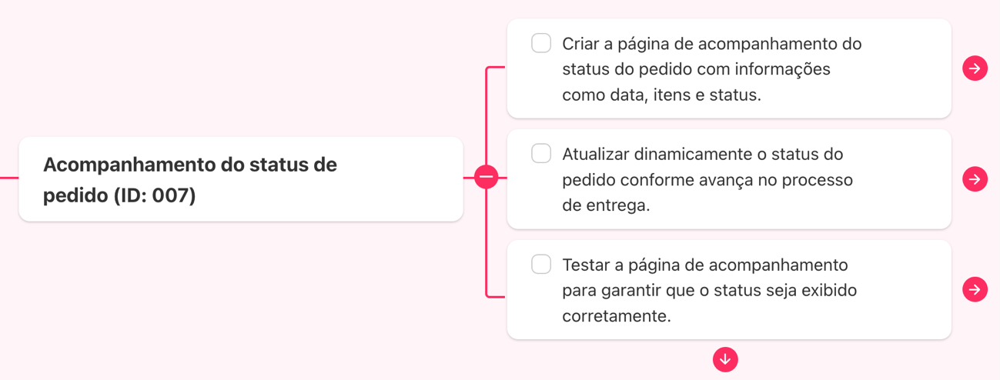 Acompanhamento do status de
pedido (ID: 007)
Criar a página de acompanhamento do
status do pedido com informações
como data, itens e status.
Atualizar dinamicamente o status do
pedido conforme avança no processo
de entrega.
Testar a página de acompanhamento
para garantir que o status seja exibido
corretamente.